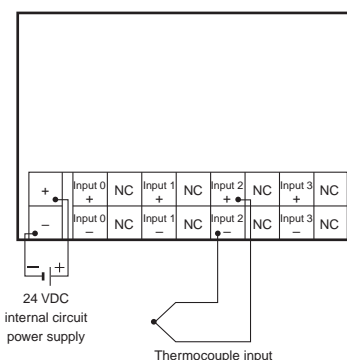 + Input 0 + NC Input 1 + NC Input 2 + NC Input 3 + NC
– Input 0 – NC Input 1 – NC Input 2 – NC Input 3 – NC
– +
24 VDC
internal circuit
power supply
Thermocouple input